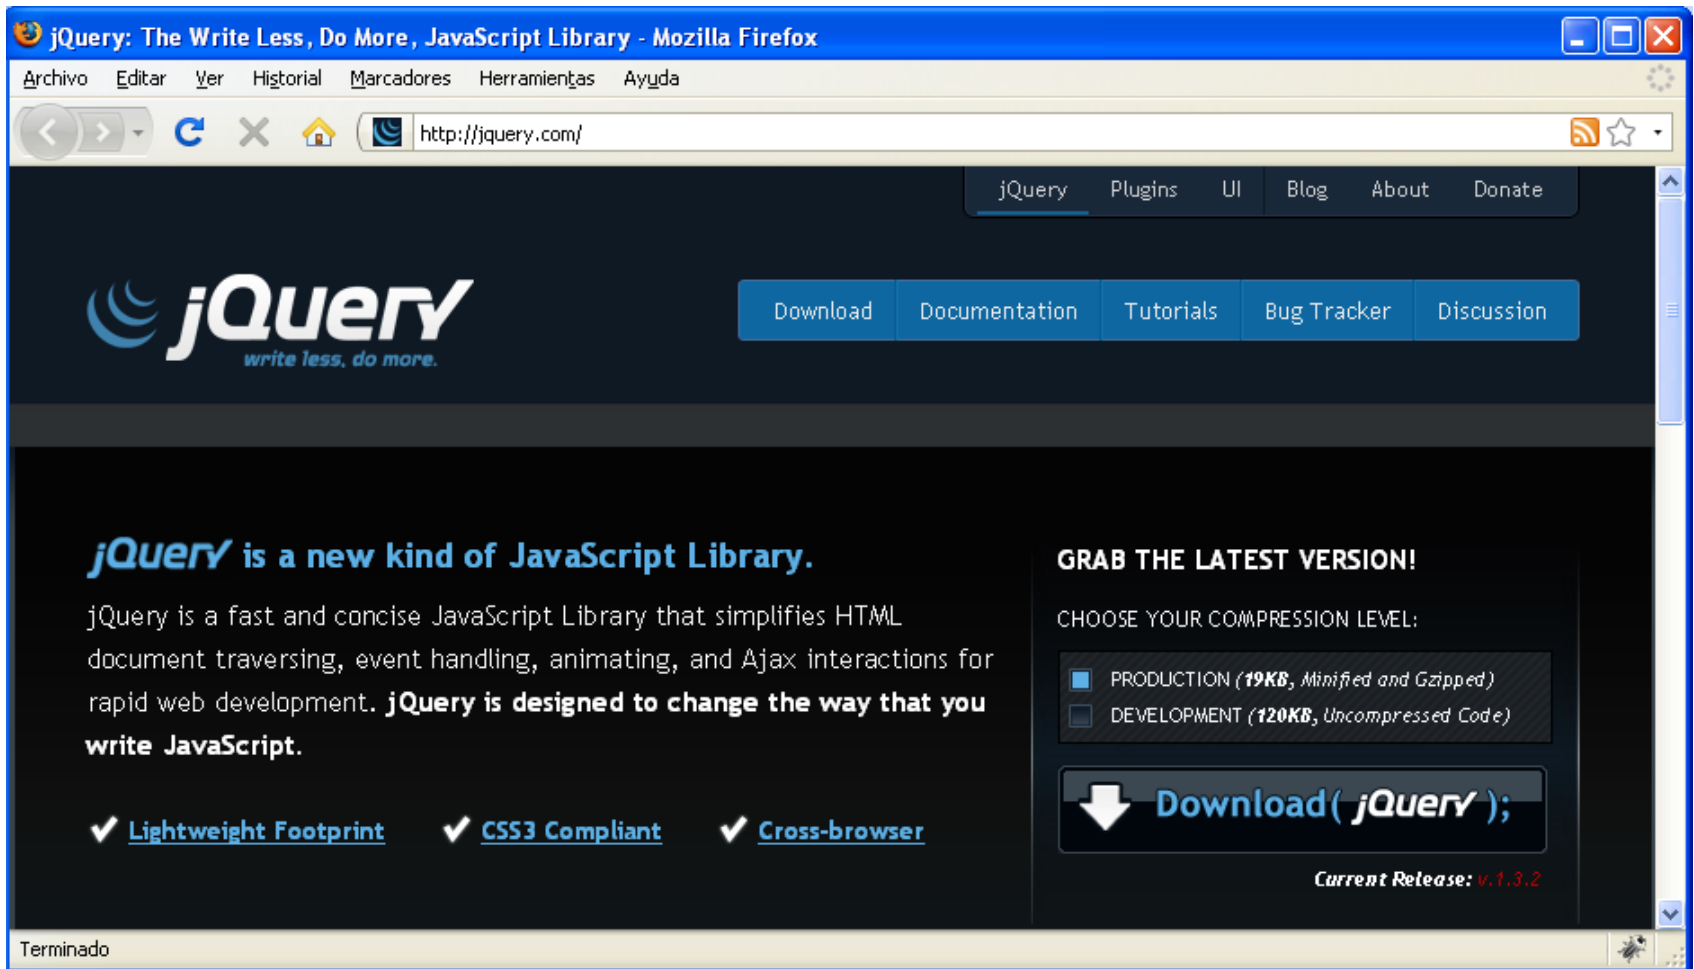 jQuery: The Write Less, Do More, JavaScript Library - Mozilla Firefox
Archivo Editar Ver Historial Marcadores Herramientas Ayuda
http://jquery.com/
jQuery Plugins UI Blog About Donate
jQuery
write less, do more.
Download Documentation Tutorials Bug Tracker Discussion
jQuery is a new kind of JavaScript Library.
jQuery is a fast and concise JavaScript Library that simplifies HTML
document traversing, event handling, animating, and Ajax interactions for
rapid web development. jQuery is designed to change the way that you
write JavaScript.
Lightweight Footprint CSS3 Compliant Cross-browser
GRAB THE LATEST VERSION!
CHOOSE YOUR COMPRESSION LEVEL:
PRODUCTION (19KB, Minified and Gzipped)
DEVELOPMENT (120KB, Uncompressed Code)
Download( jQuery );
Current Release: v.1.3.2
Terminado